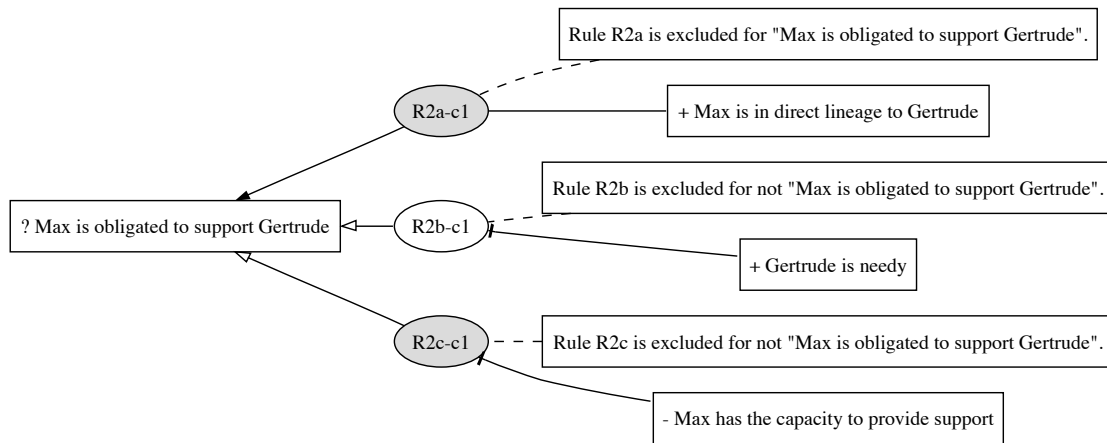 Rule R2a is excluded for "Max is obligated to support Gertrude".
R2a-c1
+ Max is in direct lineage to Gertrude
Rule R2b is excluded for not "Max is obligated to support Gertrude".
? Max is obligated to support Gertrude
R2b-c1
+ Gertrude is needy
R2c-c1
Rule R2c is excluded for not "Max is obligated to support Gertrude".
- Max has the capacity to provide support